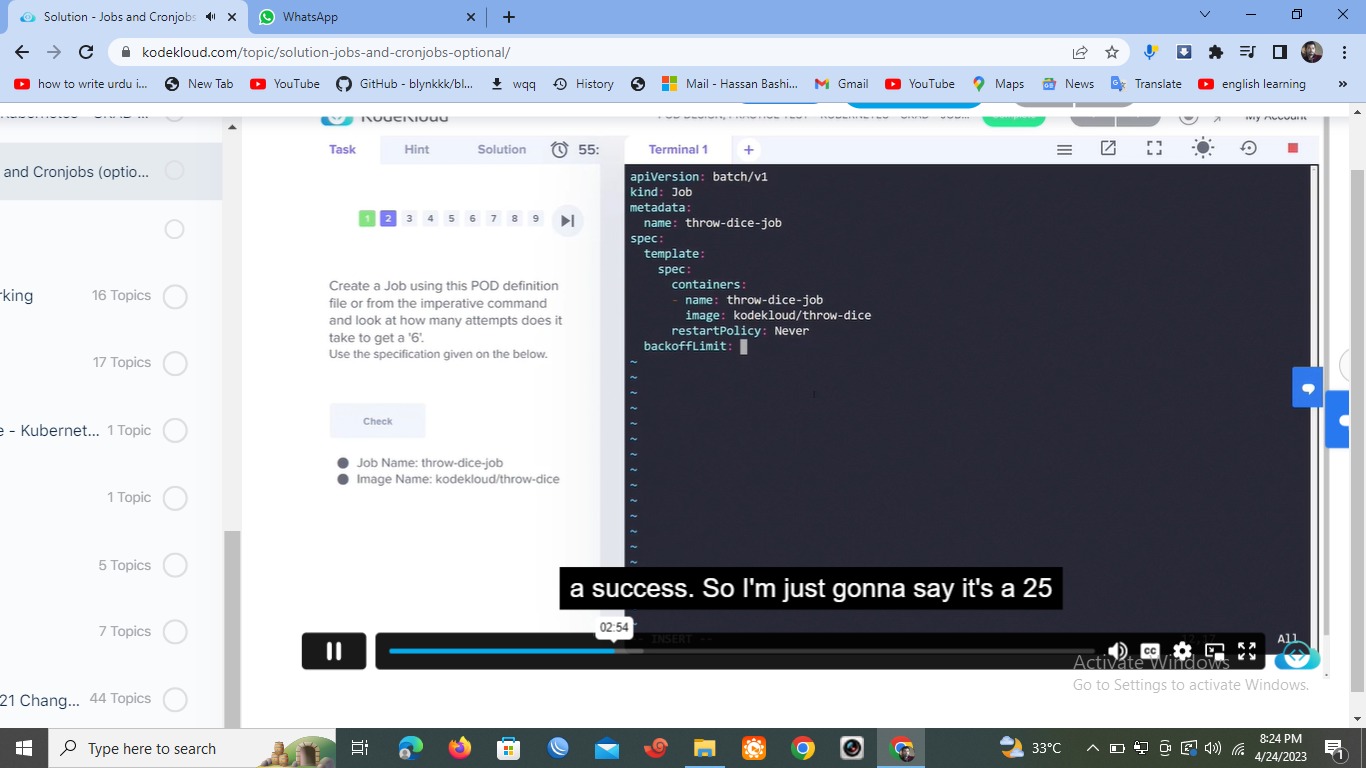 Solution - Jobs and Cronjobs
WhatsApp
kodekloud.com/topic/solution-jobs-and-cronjobs-optional/
how to write urdu i...
New Tab
YouTube
GitHub - blynkkk/bl...
wqq
History
Mail - Hassan Bashi...
Gmail
YouTube
Maps
News
Translate
english learning
»
KodeKloud
My Account
and Cronjobs (optio...
rking
16 Topics
17 Topics
e - Kubernet...
1 Topic
1 Topic
5 Topics
7 Topics
21 Chang...
44 Topics
Task
Hint
Solution
55:
1 2 3 4 5 6 7 8 9
Create a Job using this POD definition
file or from the imperative command
and look at how many attempts does it
take to get a '6'.
Use the specification given on the below.
Check
Job Name: throw-dice-job
Image Name: kodekloud/throw-dice
Terminal 1
+
apiVersion: batch/v1
kind: Job
metadata:
name: throw-dice-job
spec:
template:
spec:
containers:
- name: throw-dice-job
image: kodekloud/throw-dice
restartPolicy: Never
backoffLimit:
~
~
~
~
~
~
~
~
~
~
~
~
~
~
a success. So I'm just gonna say it's a 25
~
02:54
-- INSERT --
All
CC
Activate Windows
Go to Settings to activate Windows.
Type here to search
33°C
8:24 PM
4/24/2023
1